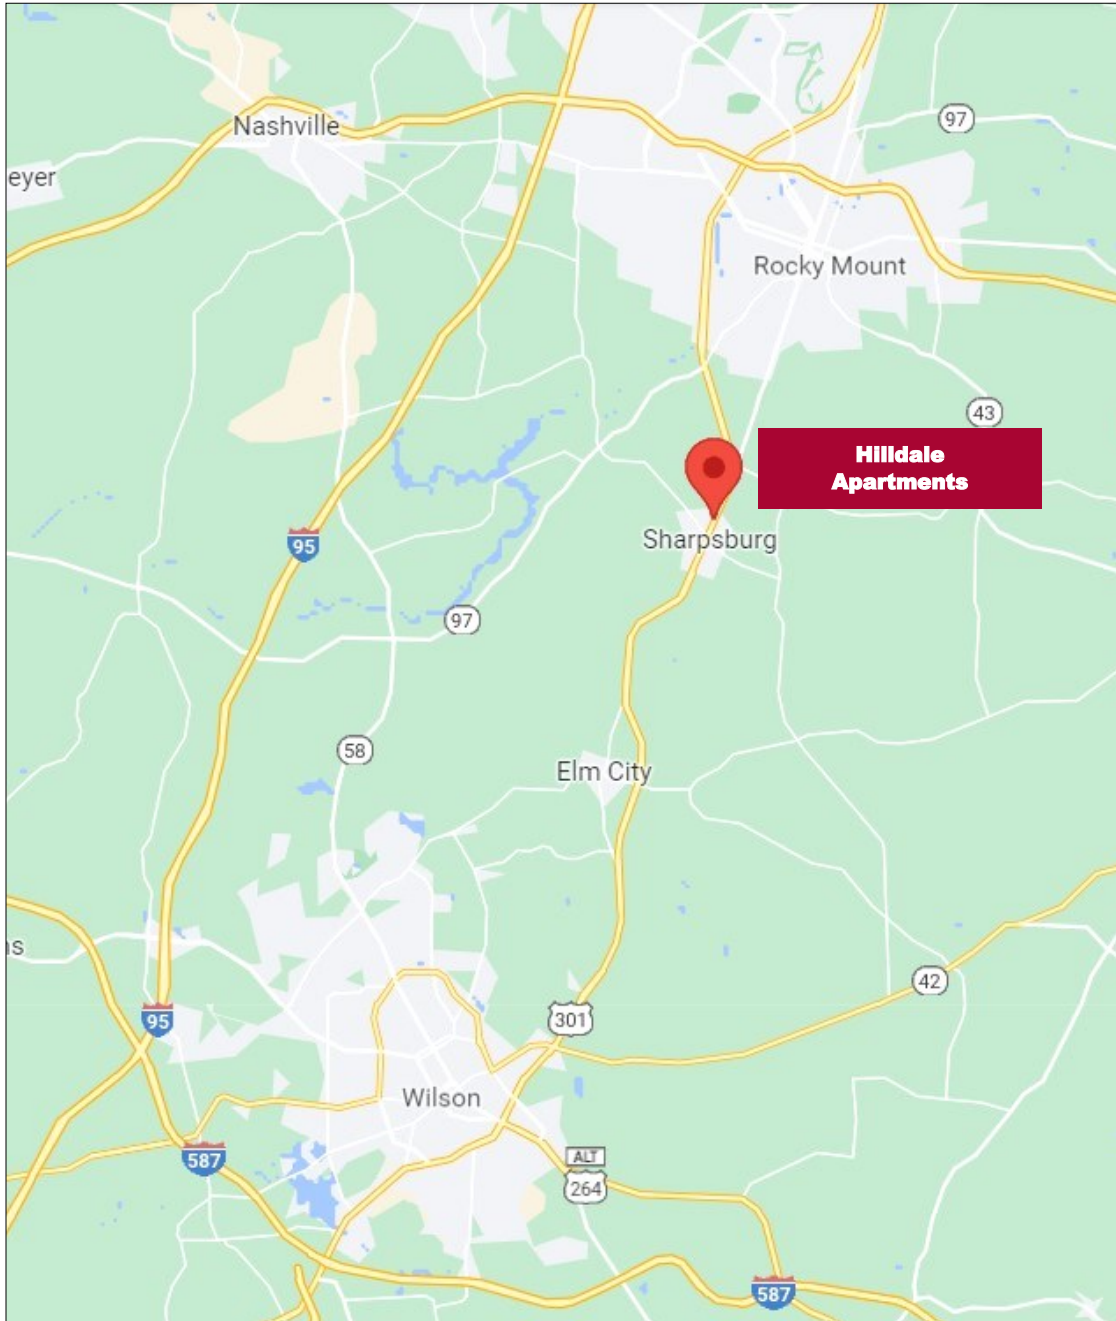 97
Nashville
eyer
Rocky Mount
43
Hilldale
Apartments
Sharpsburg
95
97
58
Elm City
ns
42
95
301
Wilson
587
ALT
264
587